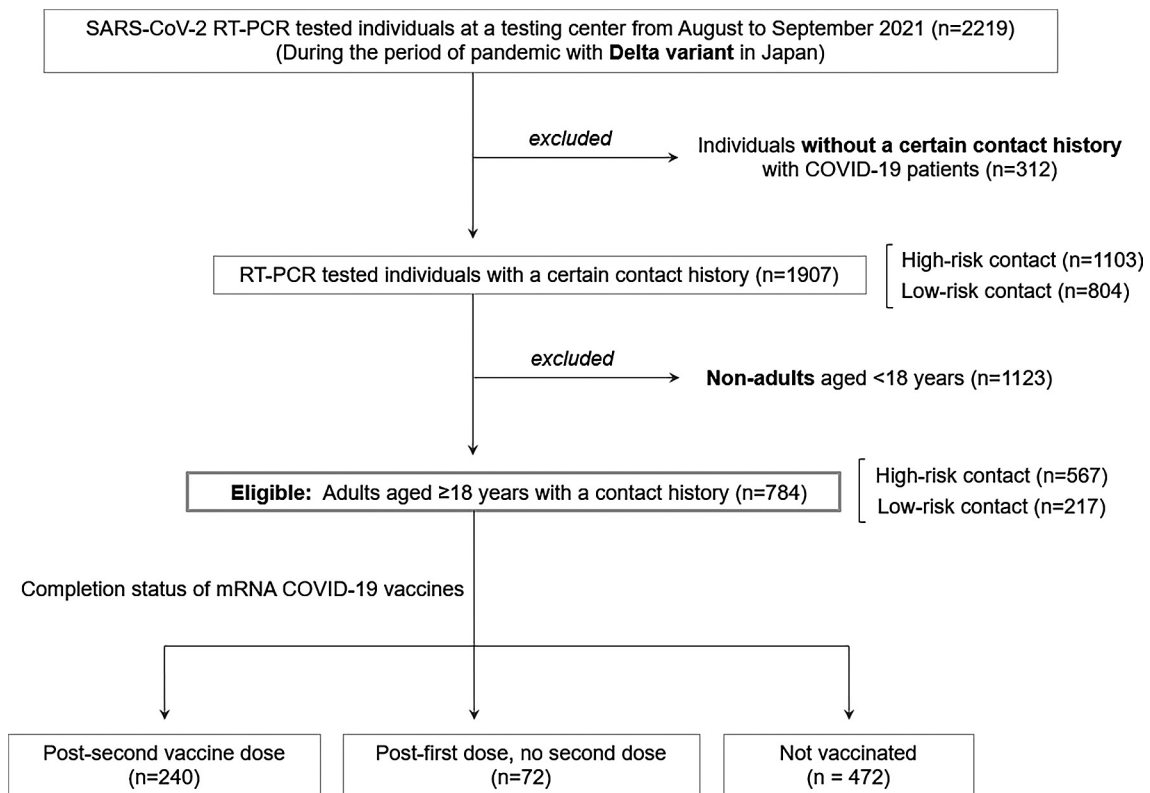 SARS-CoV-2 RT-PCR tested individuals at a testing center from August to September 2021 (n=2219)
(During the period of pandemic with Delta variant in Japan)
excluded
Individuals without a certain contact history
with COVID-19 patients (n=312)
RT-PCR tested individuals with a certain contact history (n=1907)
High-risk contact (n=1103)
Low-risk contact (n=804)
excluded
Non-adults aged <18 years (n=1123)
Eligible: Adults aged ≥18 years with a contact history (n=784)
High-risk contact (n=567)
Low-risk contact (n=217)
Completion status of mRNA COVID-19 vaccines
Post-second vaccine dose
(n=240)
Post-first dose, no second dose
(n=72)
Not vaccinated
(n = 472)